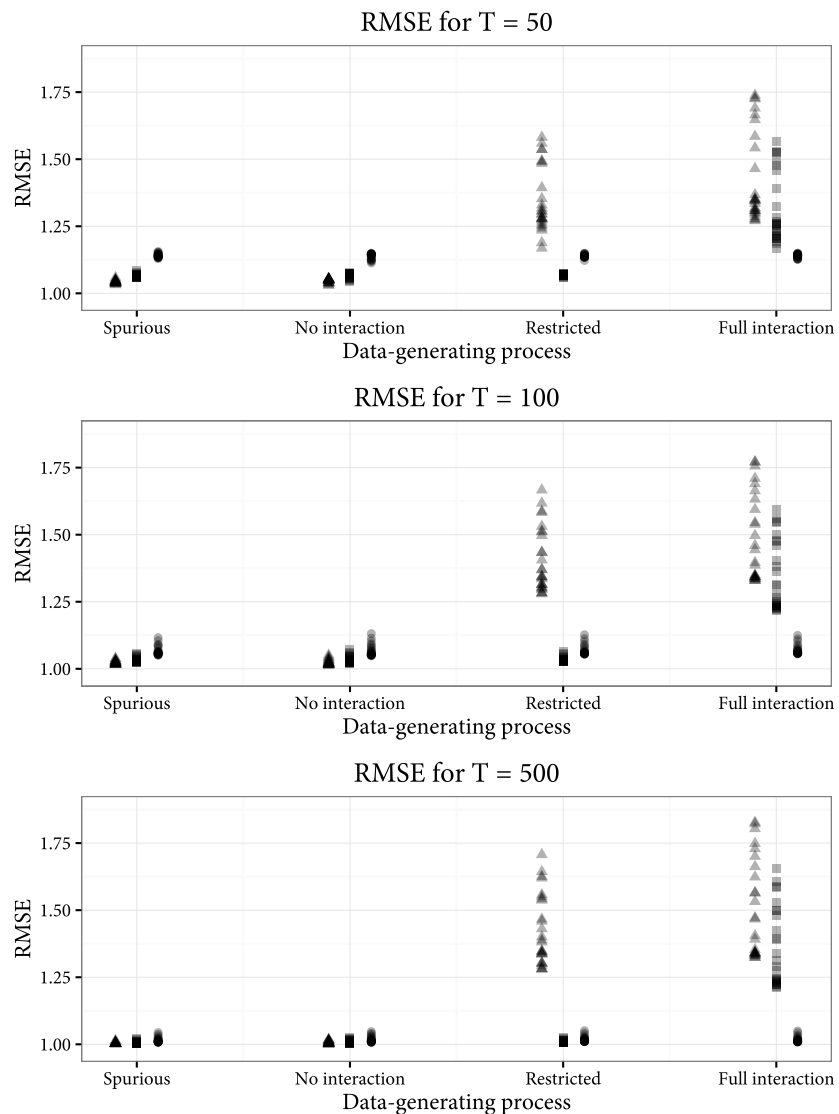 RMSE for T = 50
RMSE
1.75
1.50
1.25
1.00
Spurious No interaction Restricted Full interaction
Data-generating process
RMSE for T = 100
RMSE
1.75
1.50
1.25
1.00
Spurious No interaction Restricted Full interaction
Data-generating process
RMSE for T = 500
RMSE
1.75
1.50
1.25
1.00
Spurious No interaction Restricted Full interaction
Data-generating process